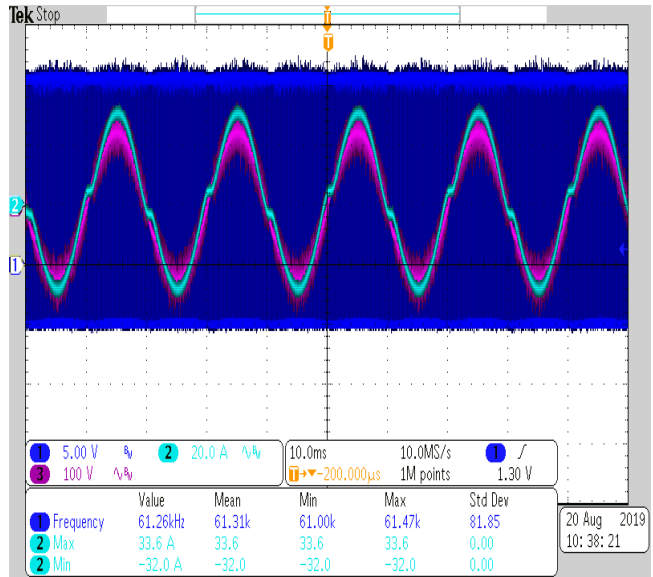 Tek Stop
T
T
2
1
1 5.00 V BW 2 20.0 A ∿BW 10.0ms 10.0MS/s 1 ∫
3 100 V ∿BW T→▼-200.000μs 1M points 1.30 V
Value Mean Min Max Std Dev
1 Frequency 61.26kHz 61.31k 61.00k 61.47k 81.85
2 Max 33.6 A 33.6 33.6 33.6 0.00
2 Min -32.0 A -32.0 -32.0 -32.0 0.00
20 Aug 2019
10:38:21